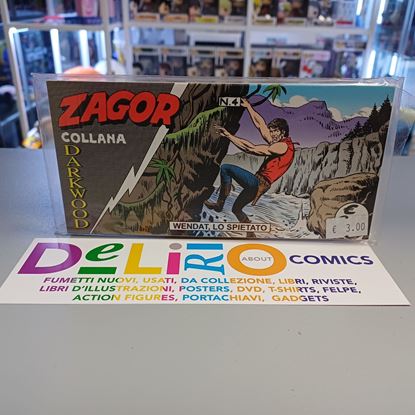 ZAGOR
N.4
COLLANA
DARKWOOD
WENDAT, LO SPIETATO
€ 3.00
DeLiRiO ABOUT COMICS
FUMETTI NUOVI, USATI, DA COLLEZIONE, LIBRI, RIVISTE,
LIBRI D'ILLUSTRAZIONI, POSTERS, DVD, T-SHIRTS, FELPE,
ACTION FIGURES, PORTACHIAVI, GADGETS